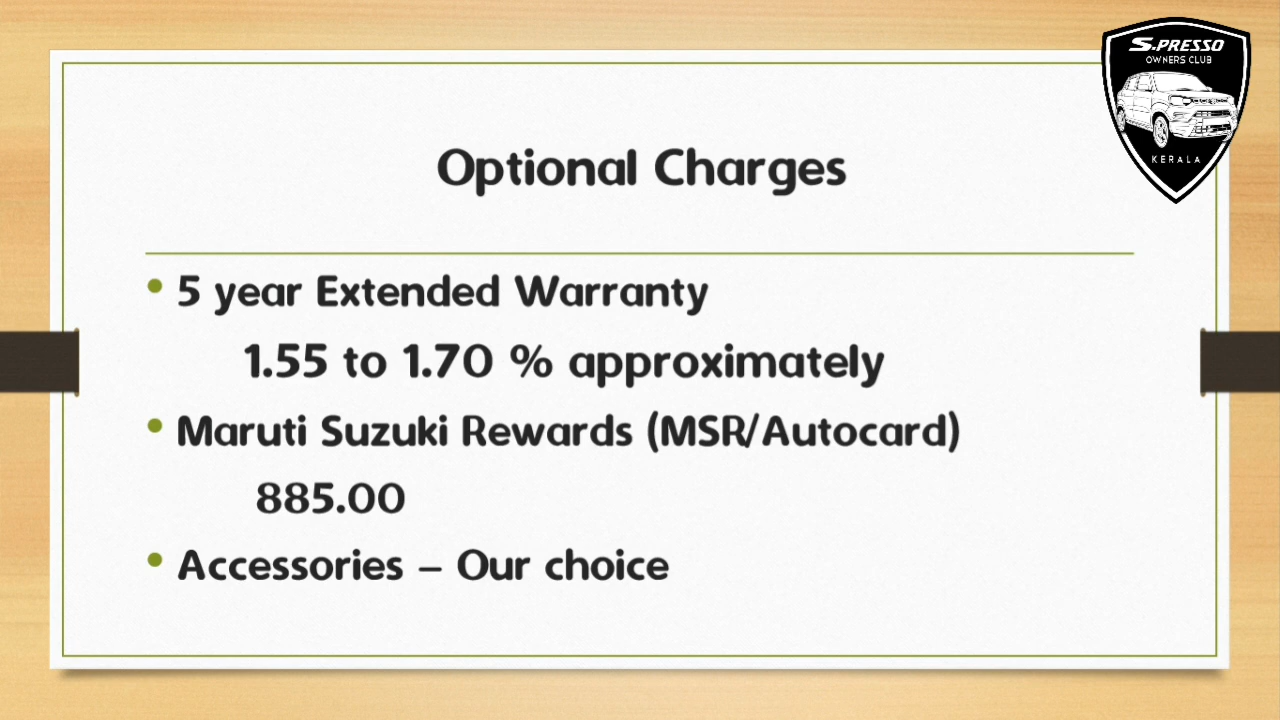 S-PRESSO
OWNERS CLUB
KERALA
Optional Charges
• 5 year Extended Warranty
1.55 to 1.70 % approximately
• Maruti Suzuki Rewards (MSR/Autocard)
885.00
• Accessories – Our choice